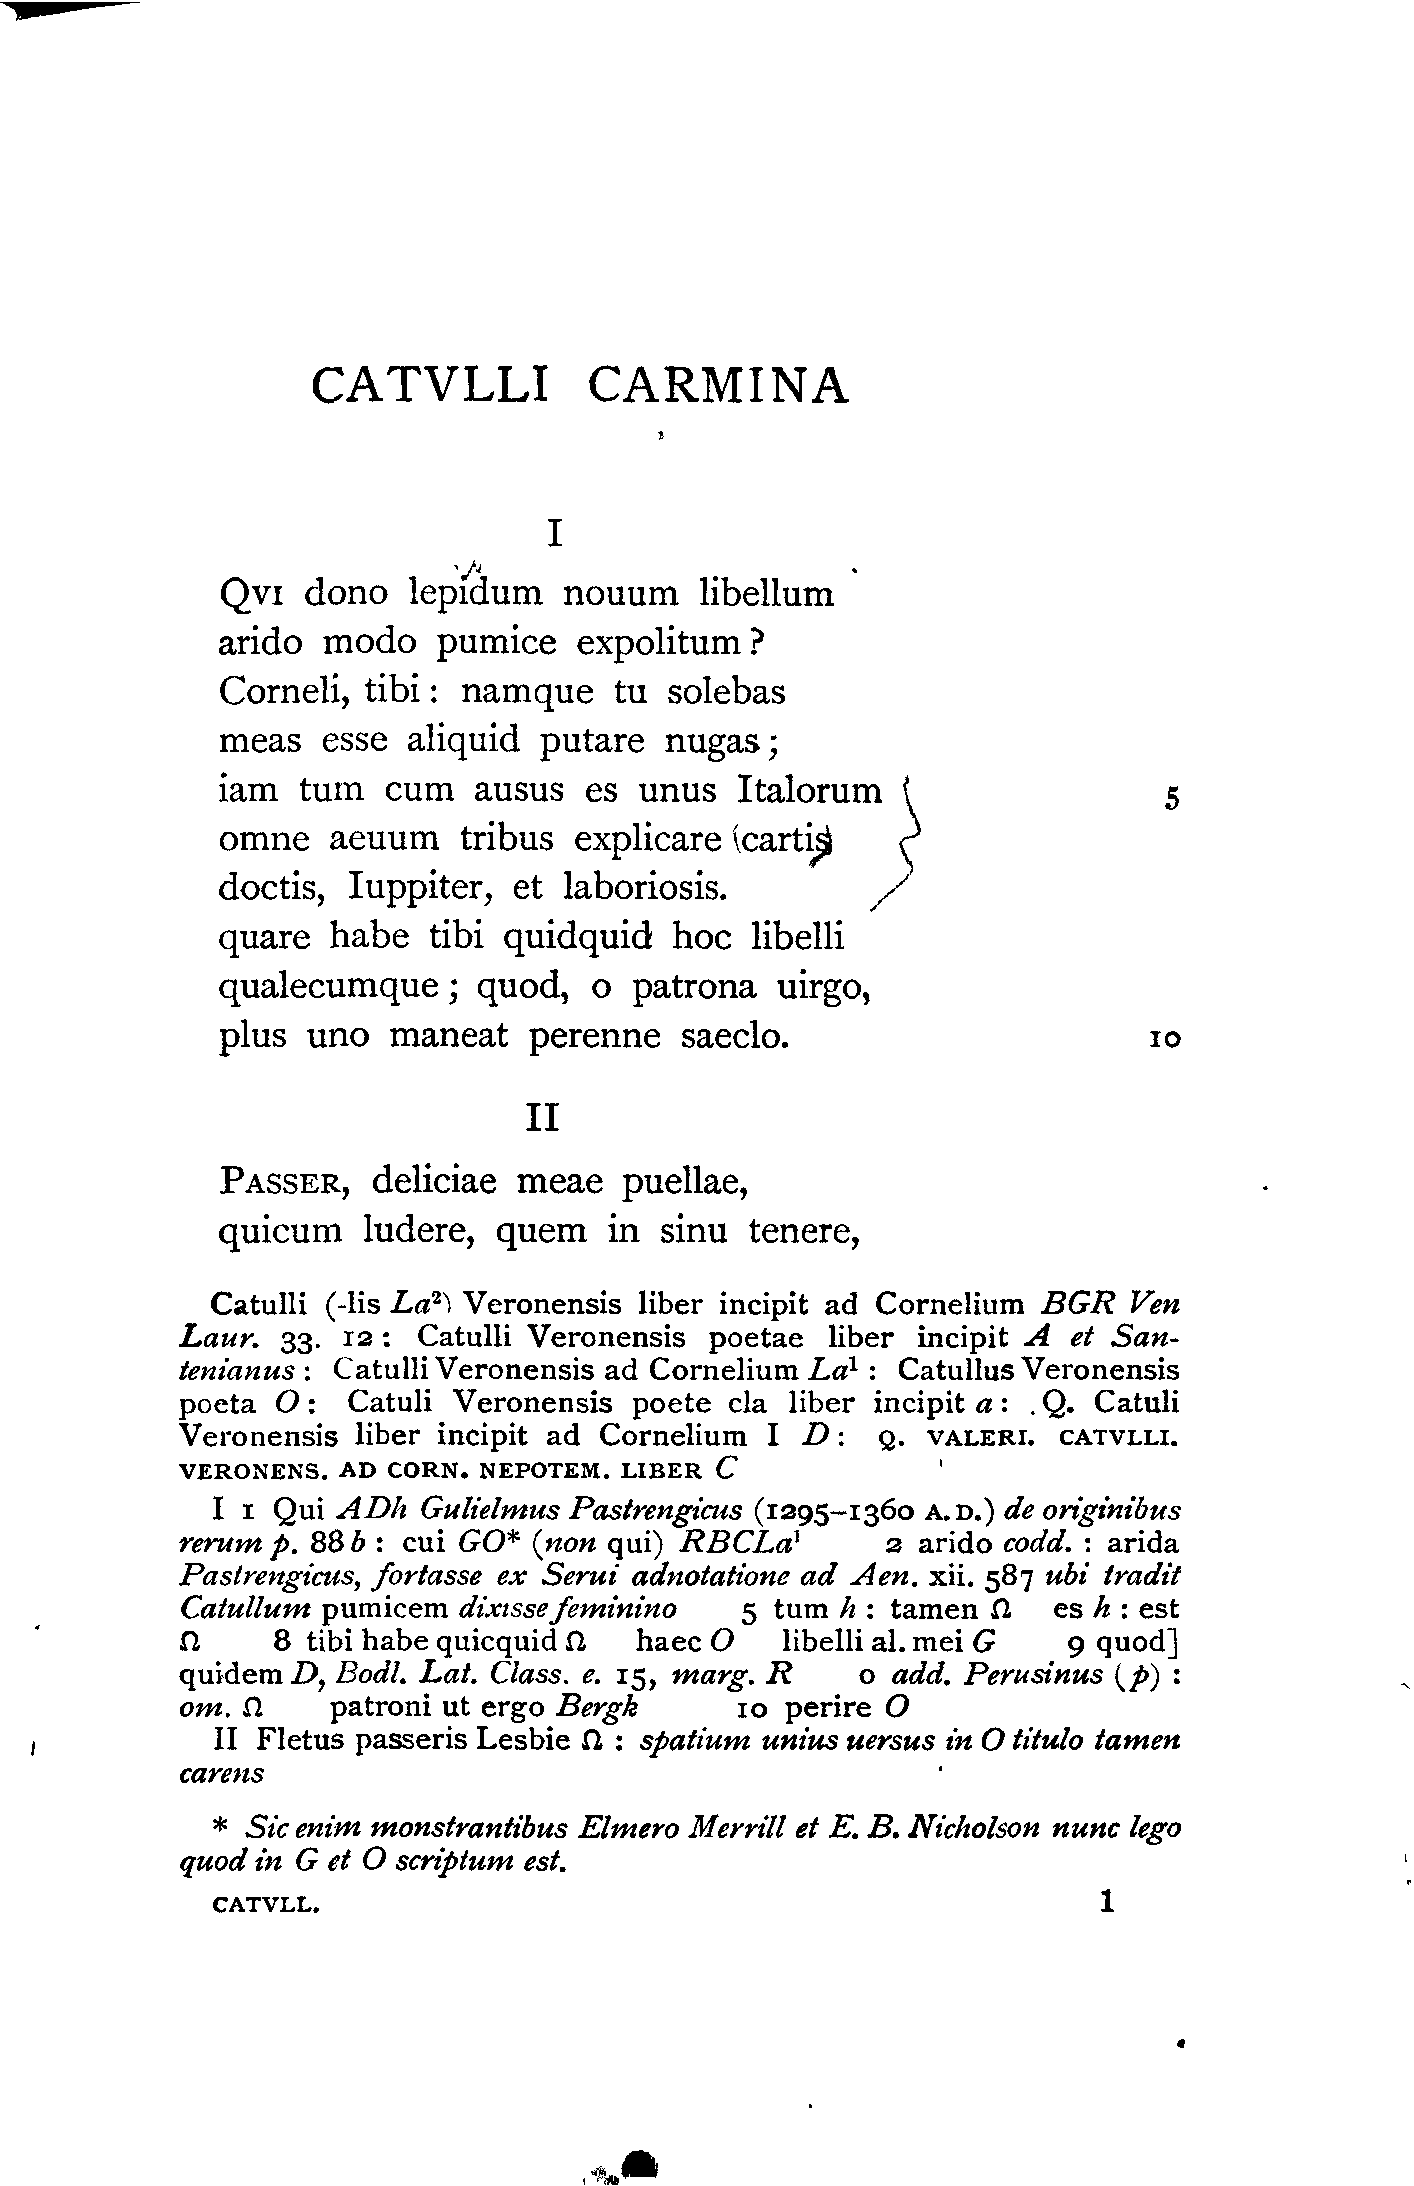 CATVLLI CARMINA
I
QVI dono lepidum nouum libellum
arido modo pumice expolitum?
Corneli, tibi: namque tu solebas
meas esse aliquid putare nugas;
iam tum cum ausus es unus Italorum
5
omne aeuum tribus explicare cartis
doctis, Iuppiter, et laboriosis.
quare habe tibi quidquid hoc libelli
qualecumque; quod, o patrona uirgo,
plus uno maneat perenne saeclo.
10
II
PASSER, deliciae meae puellae,
quicum ludere, quem in sinu tenere,
Catulli (-lis La²) Veronensis liber incipit ad Cornelium BGR Ven
Laur. 33. 12: Catulli Veronensis poetae liber incipit A et San-
tenianus: Catulli Veronensis ad Cornelium La¹: Catullus Veronensis
poeta O: Catuli Veronensis poete cla liber incipit a: Q. Catuli
Veronensis liber incipit ad Cornelium I D: Q. VALERI. CATVLLI.
VERONENS. AD CORN. NEPOTEM. LIBER C
I 1 Qui ADh Gulielmus Pastrengicus (1295–1360 A.D.) de originibus
rerum p. 88 b: cui GO* (non qui) RBCLa¹ 2 arido codd.: arida
Pastrengicus, fortasse ex Serui adnotatione ad Aen. xii. 587 ubi tradit
Catullum pumicem dixisse feminino 5 tum h: tamen Ω es h: est
Ω 8 tibi habe quicquid Ω haec O libelli al. mei G 9 quod]
quidem D, Bodl. Lat. Class. e. 15, marg. R o add. Perusinus (p):
om. Ω patroni ut ergo Bergk 10 perire O
II Fletus passeris Lesbie Ω: spatium unius uersus in O titulo tamen
carens
* Sic enim monstrantibus Elmero Merrill et E. B. Nicholson nunc lego
quod in G et O scriptum est.
CATVLL. 1